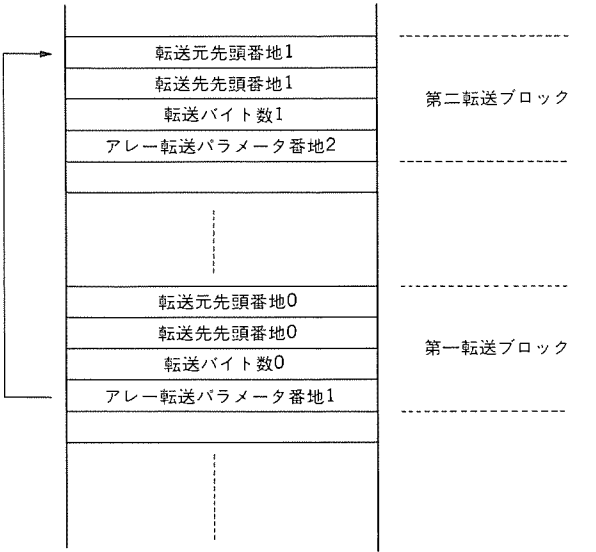 転送元先頭番地1
転送先先頭番地1
転送バイト数1
アレー転送パラメータ番地2
第二転送ブロック
転送元先頭番地0
転送先先頭番地0
転送バイト数0
アレー転送パラメータ番地1
第一転送ブロック